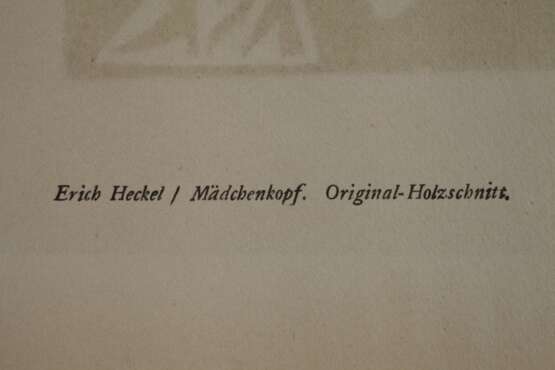 Erich Heckel / Mädchenkopf. Original-Holzschnitt.